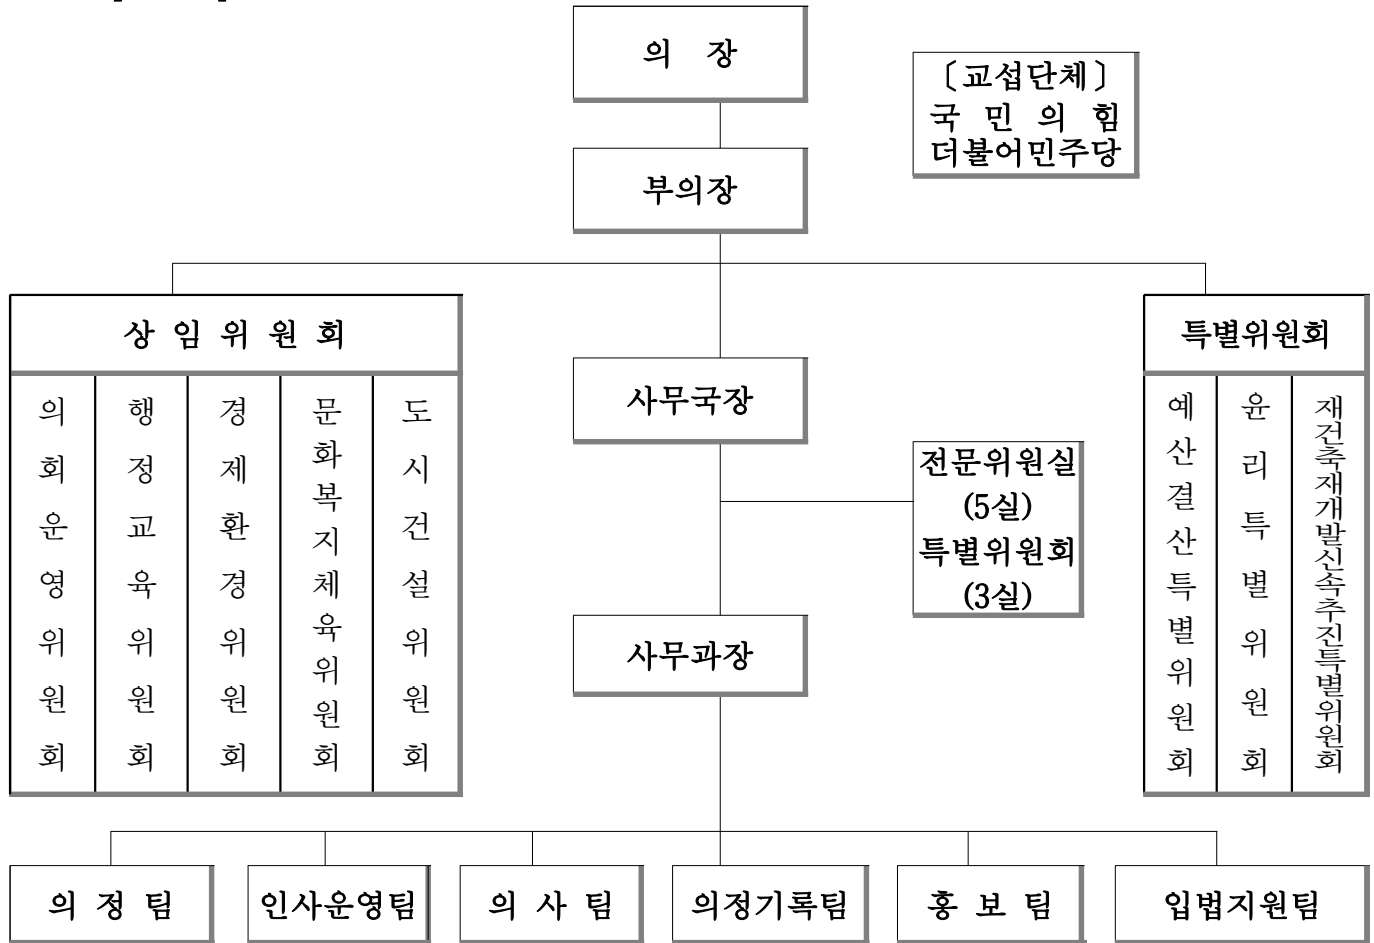 의 장
〔교섭단체〕
국 민 의 힘
더불어민주당
부의장
상 임 위 원 회
의회운영위원회
행정교육위원회
경제환경위원회
문화복지체육위원회
도시건설위원회
사무국장
특별위원회
예산결산특별위원회
윤리특별위원회
재건축재개발신속추진특별위원회
전문위원실
(5실)
특별위원회
(3실)
사무과장
의 정 팀
인사운영팀
의 사 팀
의정기록팀
홍 보 팀
입법지원팀